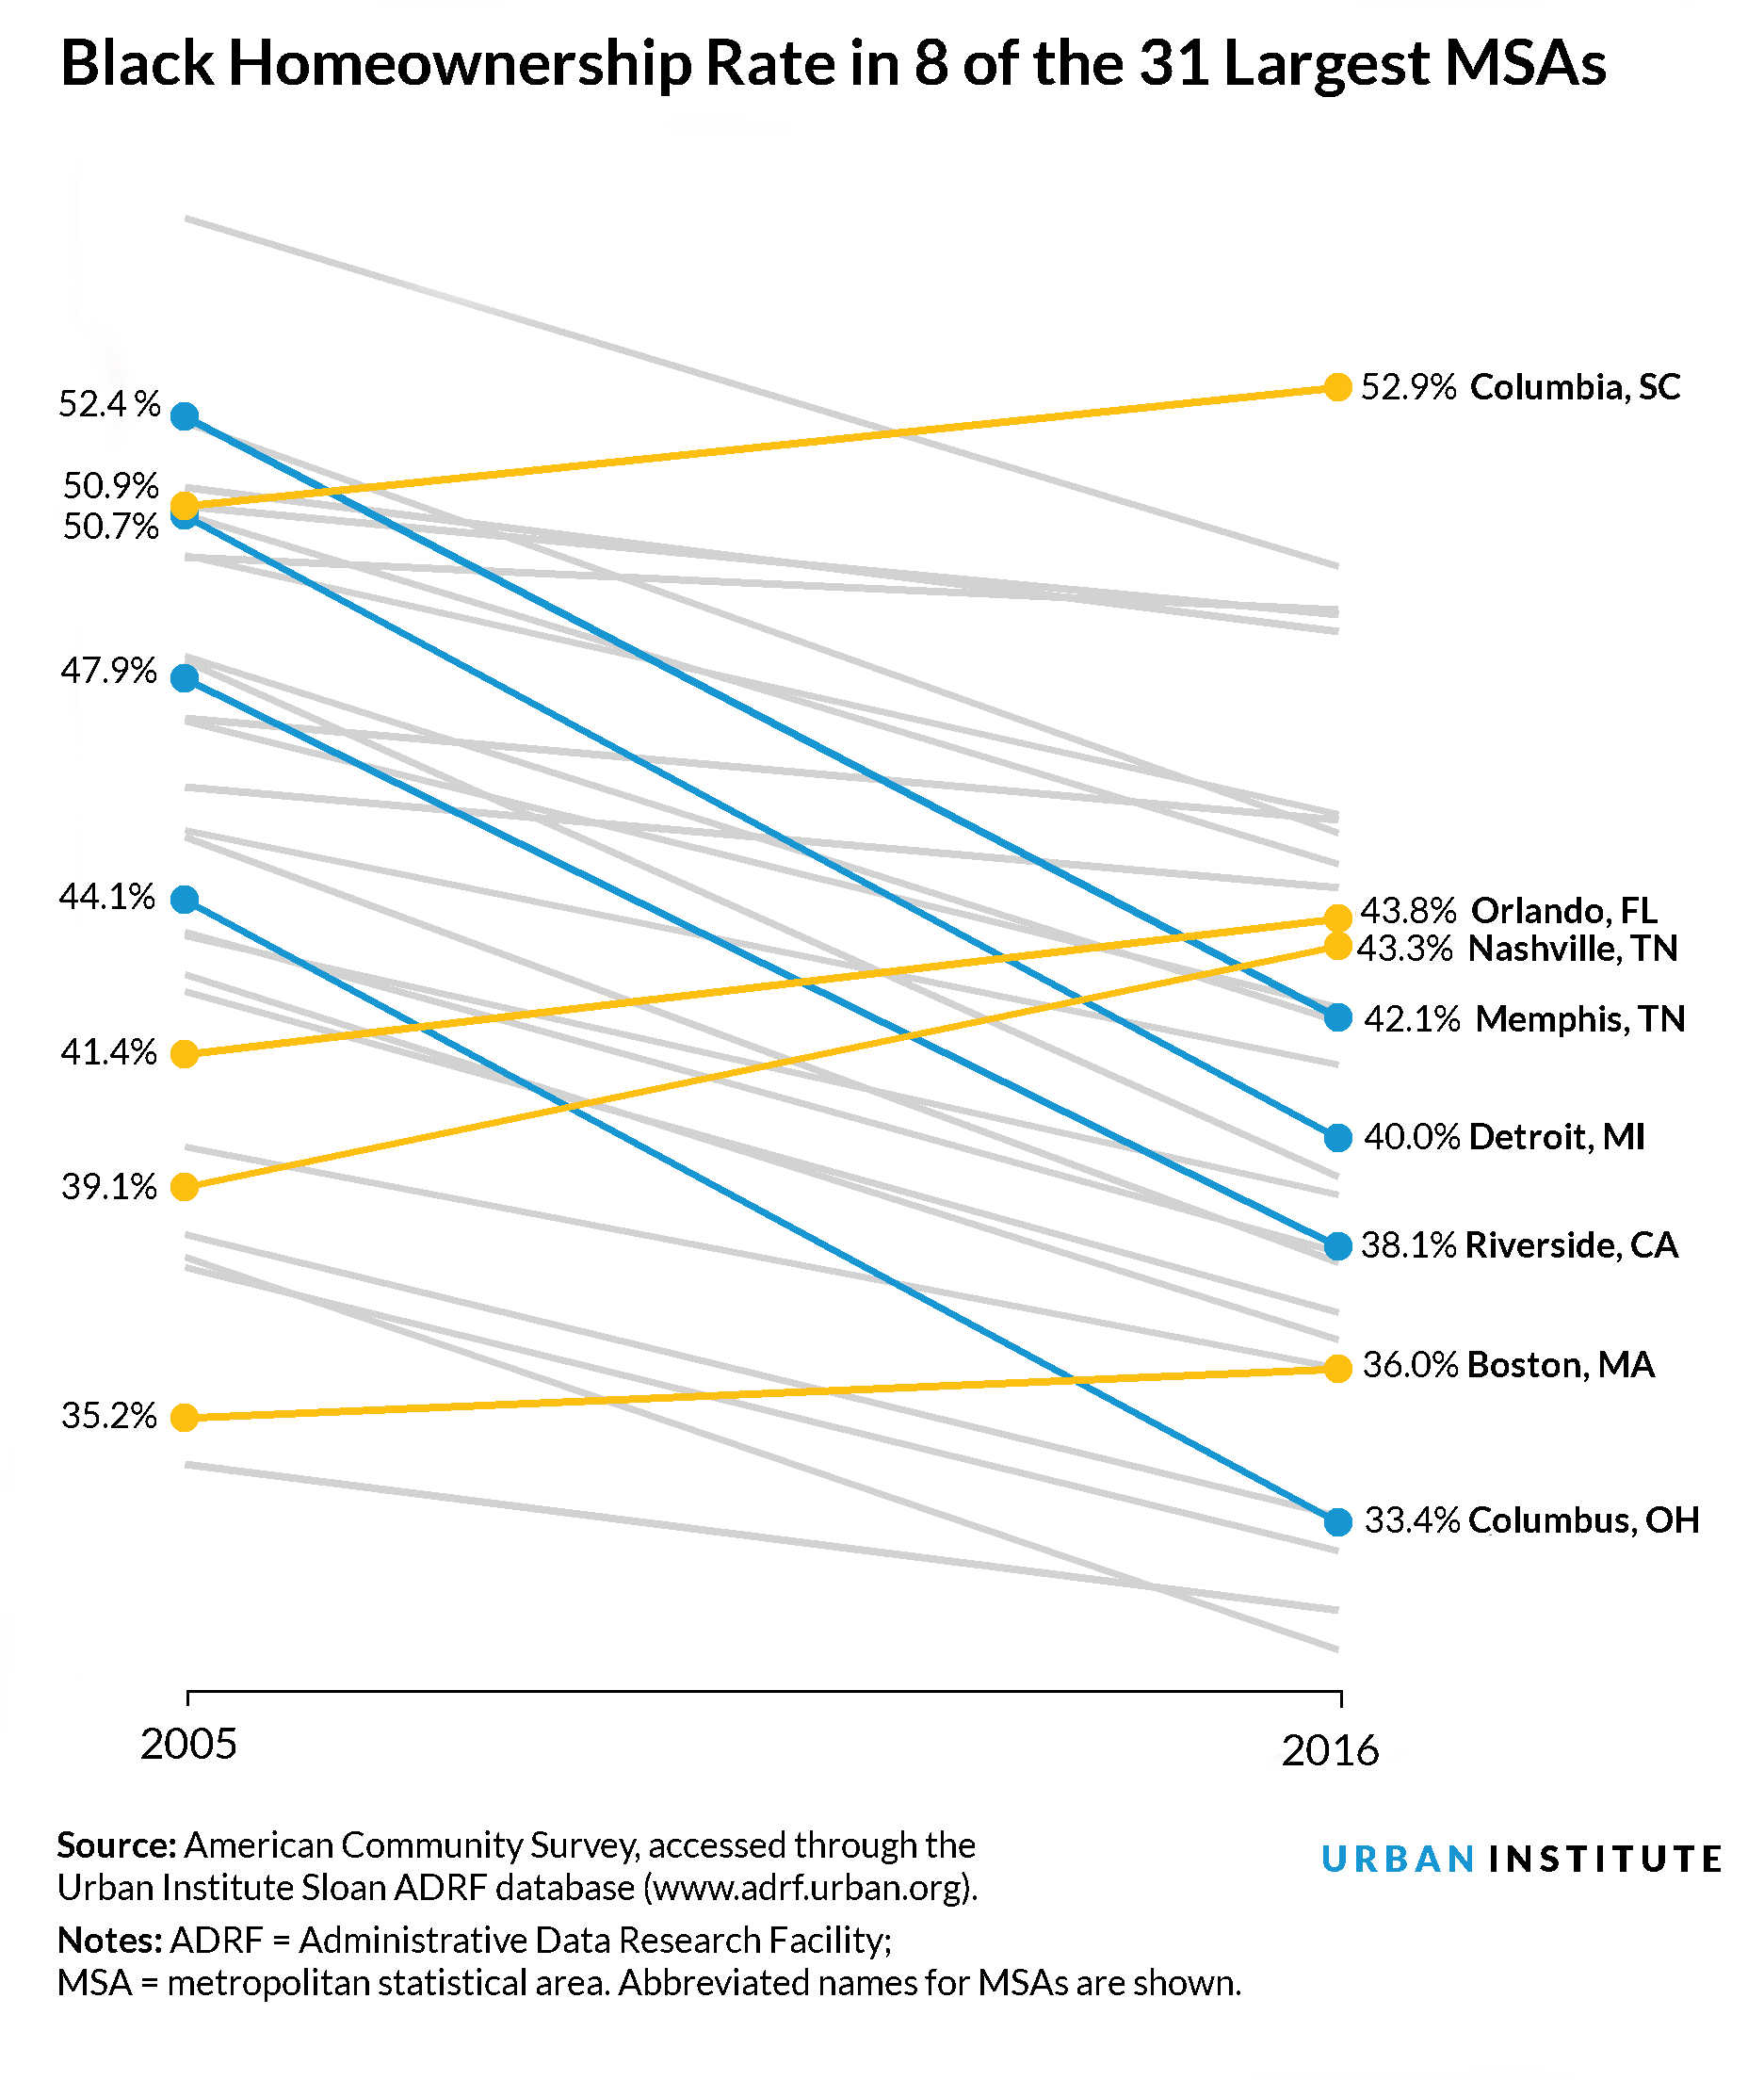 Black Homeownership Rate in 8 of the 31 Largest MSAs
52.4 %
50.9%
50.7%
47.9%
44.1%
41.4%
39.1%
35.2%
52.9% Columbia, SC
43.8% Orlando, FL
43.3% Nashville, TN
42.1% Memphis, TN
40.0% Detroit, MI
38.1% Riverside, CA
36.0% Boston, MA
33.4% Columbus, OH
2005
2016
Source: American Community Survey, accessed through the
Urban Institute Sloan ADRF database (www.adrf.urban.org).
Notes: ADRF = Administrative Data Research Facility;
MSA = metropolitan statistical area. Abbreviated names for MSAs are shown.
URBAN INSTITUTE